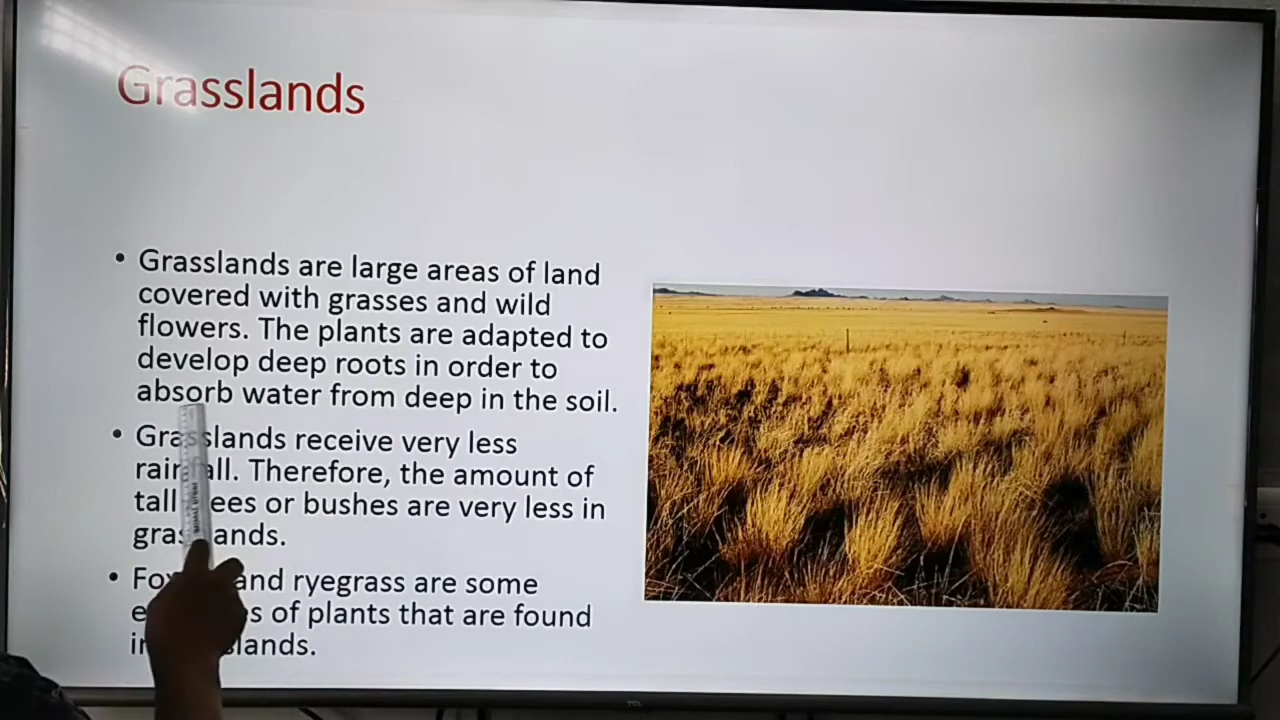 Grasslands
• Grasslands are large areas of land
covered with grasses and wild
flowers. The plants are adapted to
develop deep roots in order to
absorb water from deep in the soil.
• Grasslands receive very less
rainfall. Therefore, the amount of
tall trees or bushes are very less in
grasslands.
• and ryegrass are some
of plants that are found
in grasslands.
TCL